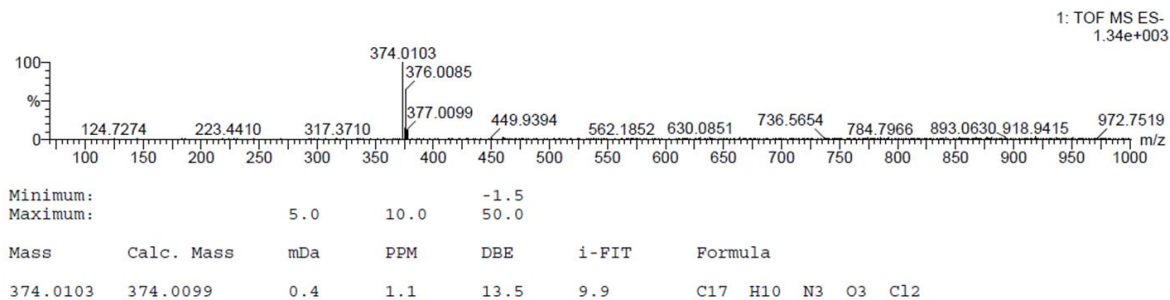 1: TOF MS ES-
1.34e+003
374.0103
100
376.0085
%
377.0099
124.7274 223.4410 317.3710 449.9394 562.1852 630.0851 736.5654 784.7966 893.0630 918.9415 972.7519
0
m/z
100 150 200 250 300 350 400 450 500 550 600 650 700 750 800 850 900 950 1000
Minimum: -1.5
Maximum: 5.0 10.0 50.0
Mass Calc. Mass mDa PPM DBE i-FIT Formula
374.0103 374.0099 0.4 1.1 13.5 9.9 C17 H10 N3 O3 Cl2